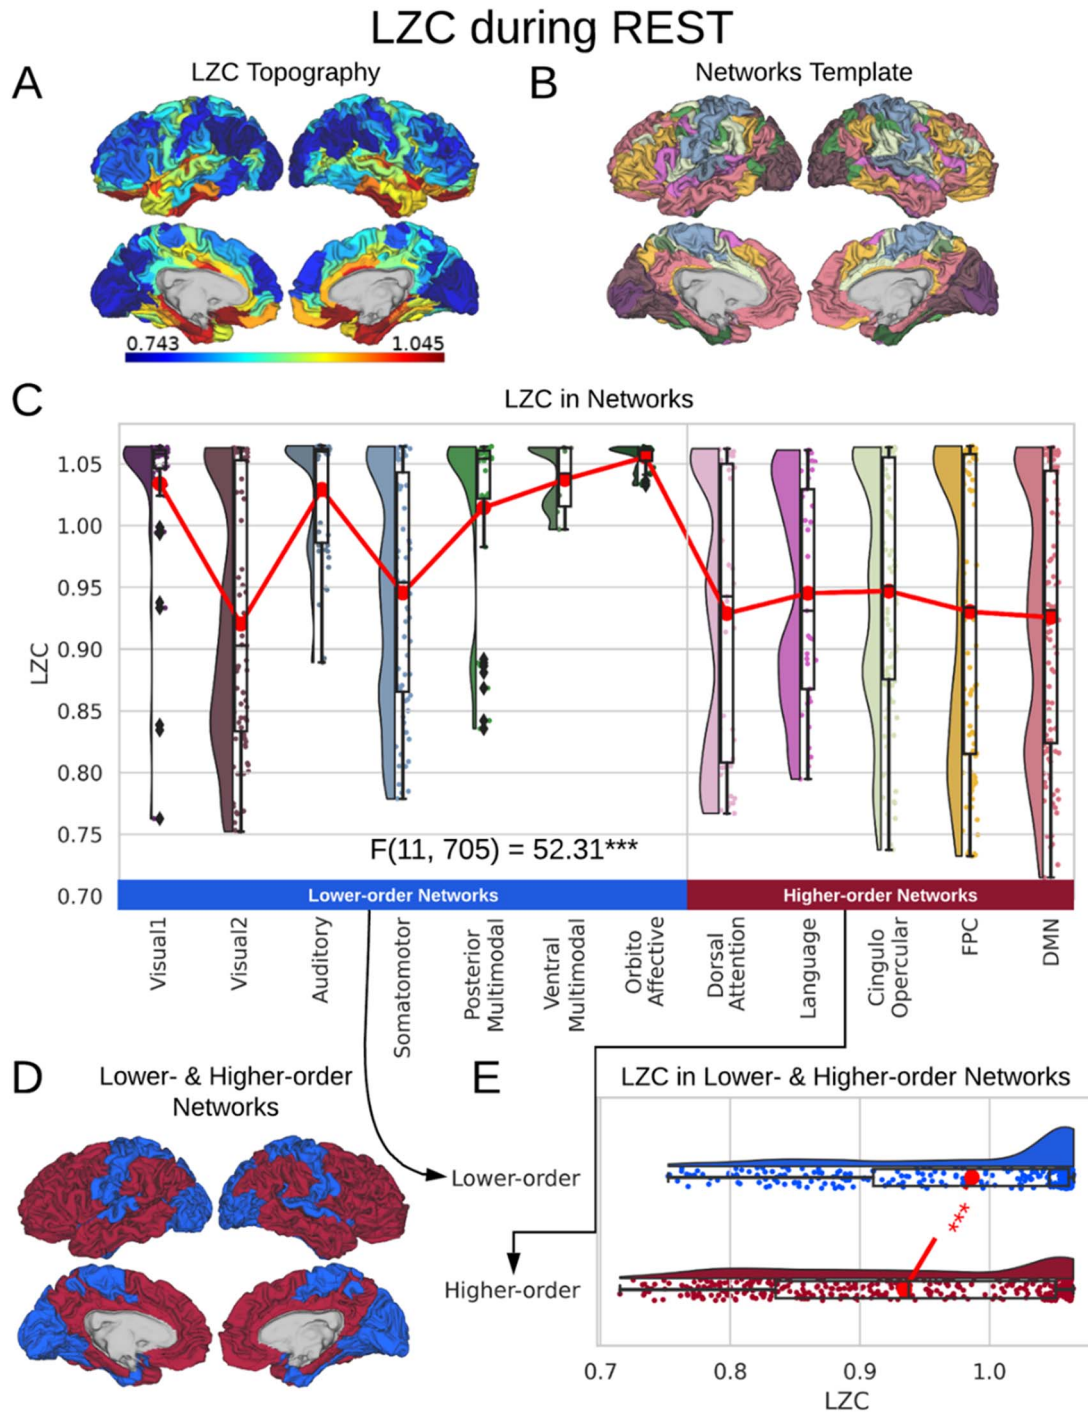 LZC during REST
A
LZC Topography
B
Networks Template
0.743
1.045
C
LZC in Networks
LZC
1.05
1.00
0.95
0.90
0.85
0.80
0.75
0.70
F(11, 705) = 52.31***
Lower-order Networks
Higher-order Networks
Visual1
Visual2
Auditory
Somatomotor
Posterior
Multimodal
Ventral
Multimodal
Orbito
Affective
Dorsal
Attention
Language
Cingulo
Opercular
FPC
DMN
D
Lower- & Higher-order
Networks
E
LZC in Lower- & Higher-order Networks
Lower-order
***
Higher-order
0.7
0.8
0.9
1.0
LZC